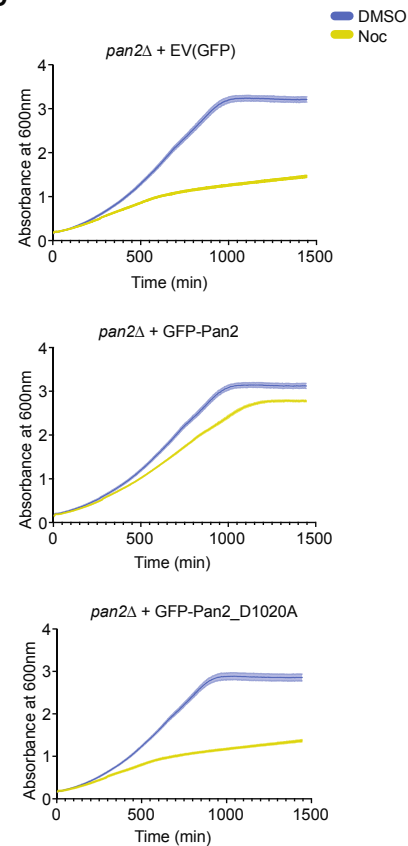 DMSO
Noc
pan2Δ + EV(GFP)
Absorbance at 600nm
4
3
2
1
0
0 500 1000 1500
Time (min)
pan2Δ + GFP-Pan2
Absorbance at 600nm
4
3
2
1
0
0 500 1000 1500
Time (min)
pan2Δ + GFP-Pan2_D1020A
Absorbance at 600nm
4
3
2
1
0
0 500 1000 1500
Time (min)